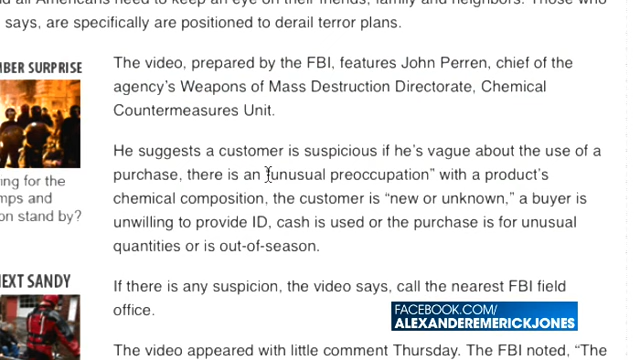 all Americans need to keep an eye on their friends, family and neighbors. Those who
says, are specifically are positioned to derail terror plans.
BER SURPRISE
The video, prepared by the FBI, features John Perren, chief of the
agency's Weapons of Mass Destruction Directorate, Chemical
Countermeasures Unit.
He suggests a customer is suspicious if he's vague about the use of a
purchase, there is an "unusual preoccupation" with a product's
chemical composition, the customer is "new or unknown," a buyer is
unwilling to provide ID, cash is used or the purchase is for unusual
quantities or is out-of-season.
ing for the
mps and
on stand by?
EXT SANDY
If there is any suspicion, the video says, call the nearest FBI field
office.
FACEBOOK.COM/
ALEXANDEREMERICKJONES
The video appeared with little comment Thursday. The FBI noted, "The